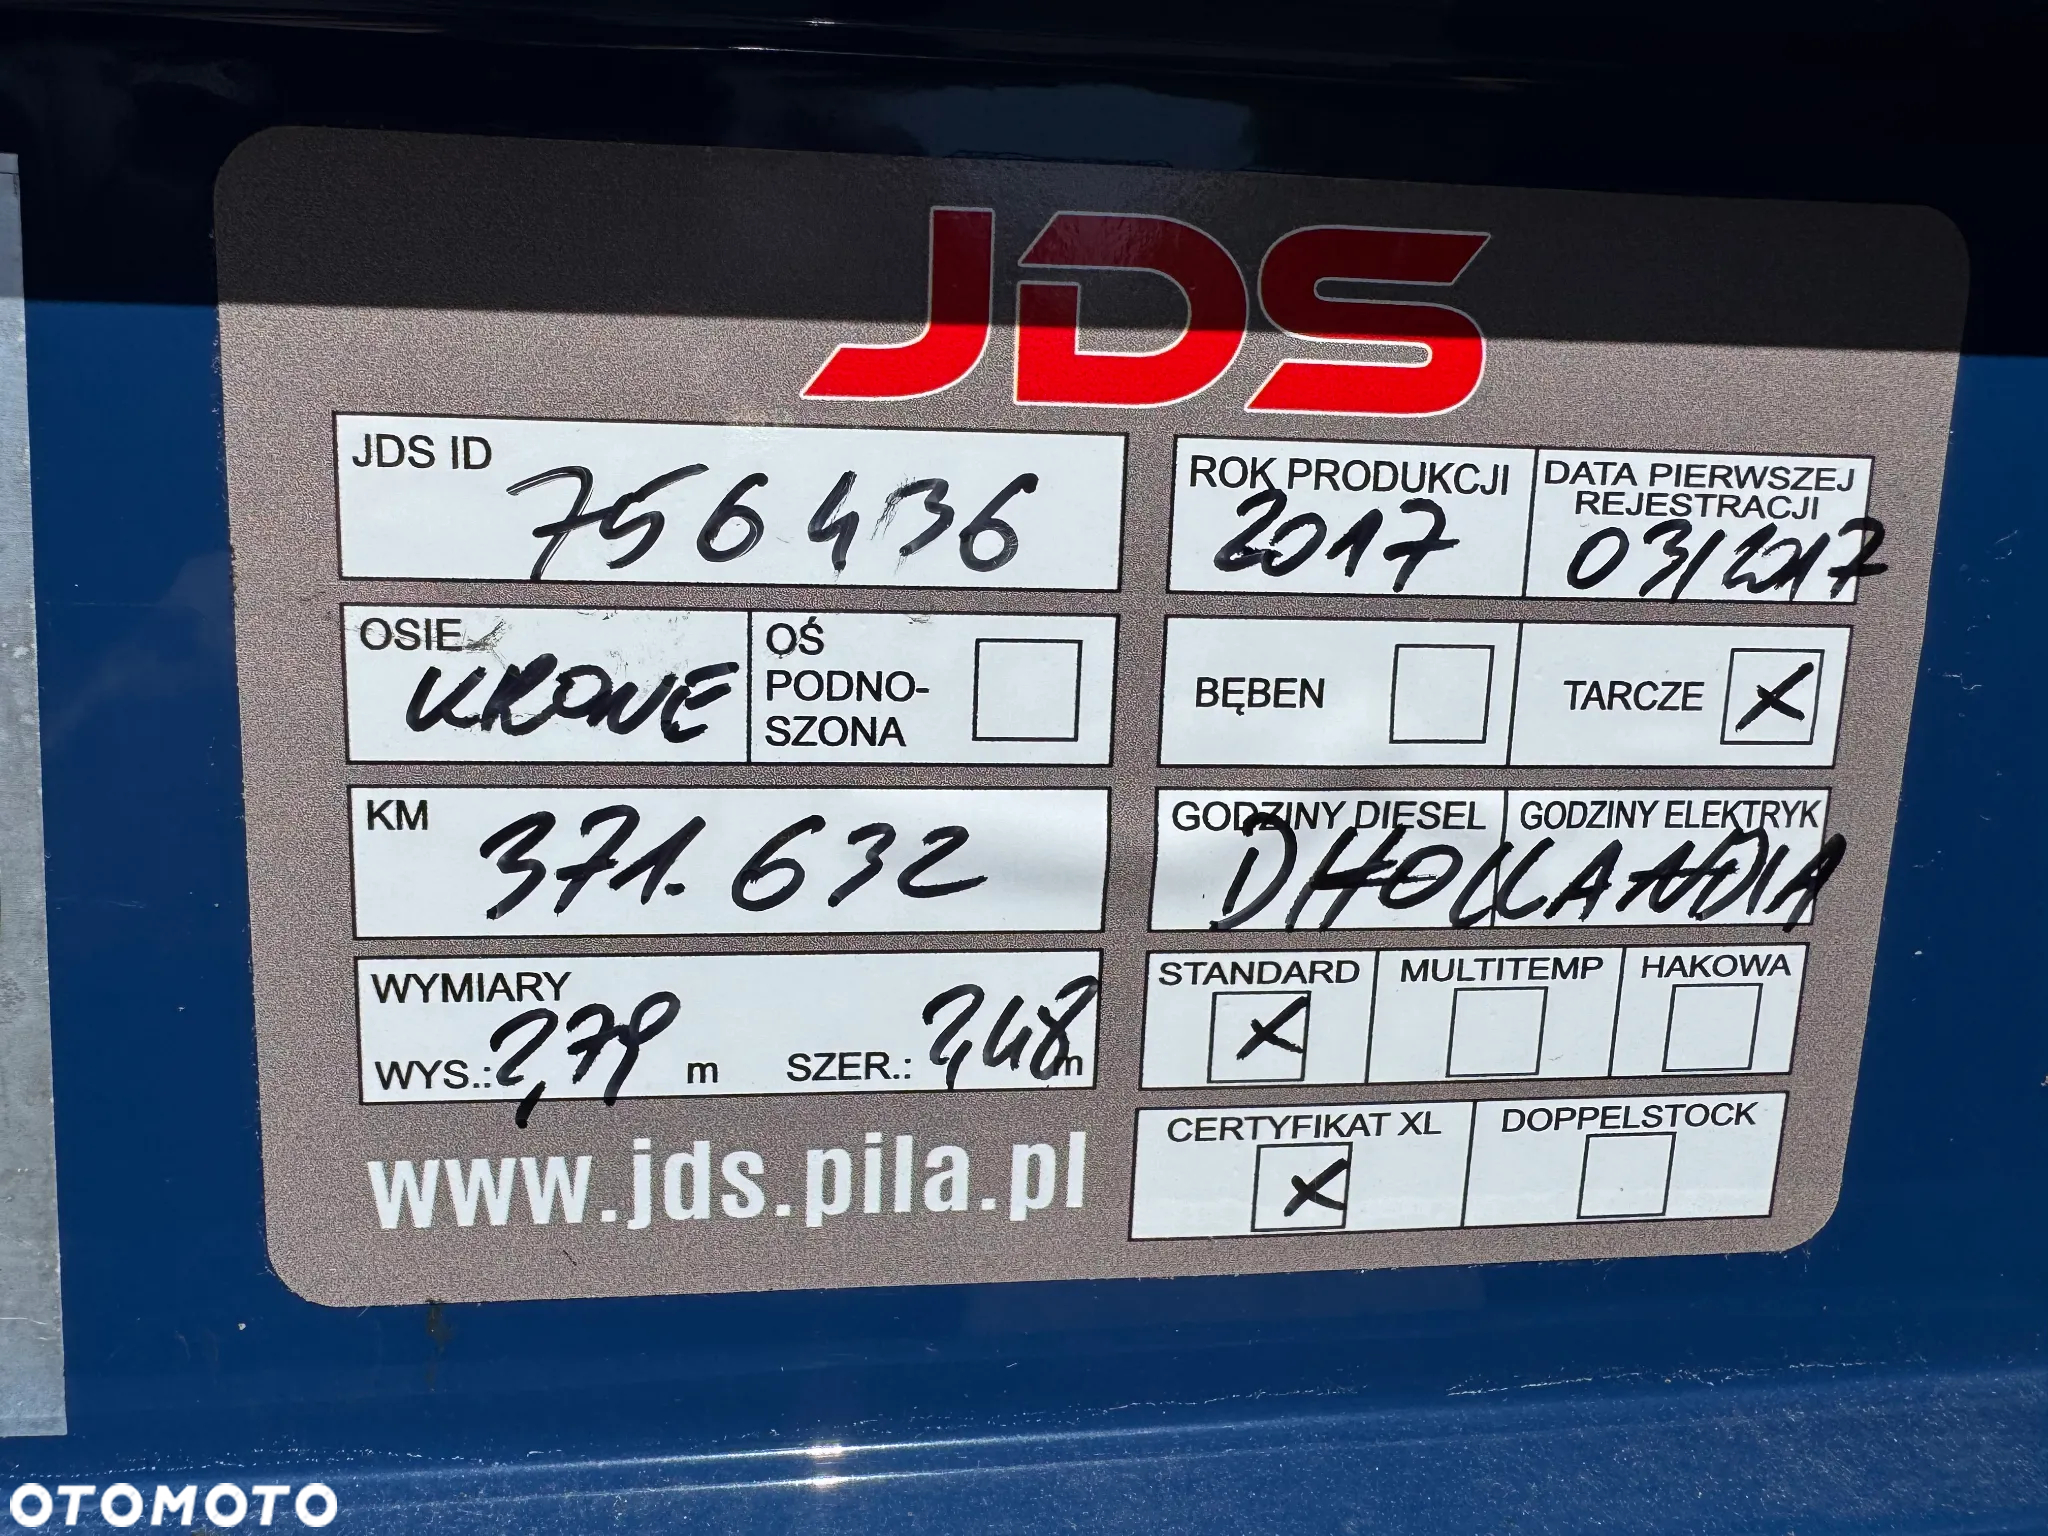 JDS
JDS ID
756436
ROK PRODUKCJI
2017
DATA PIERWSZEJ
REJESTRACJI
03/2017
OSIE
KRONE
OŚ
PODNO-
SZONA
BĘBEN
TARCZE X
KM
371.632
GODZINY DIESEL GODZINY ELEKTRYK
DHOLLANDIA
WYMIARY
WYS.: 2,79 m SZER.: 2,48 m
STANDARD MULTITEMP HAKOWA
X
CERTYFIKAT XL DOPPELSTOCK
X
www.jds.pila.pl
OTOMOTO